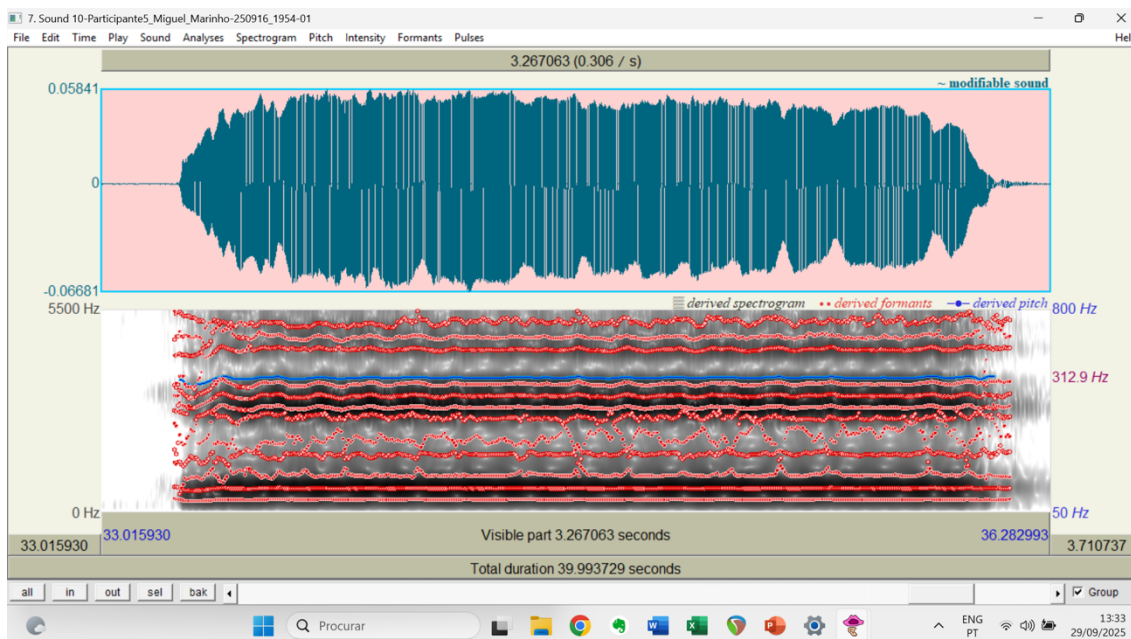 7. Sound 10-Participante5_Miguel_Marinho-250916_1954-01
File Edit Time Play Sound Analyses Spectrogram Pitch Intensity Formants Pulses Hel
3.267063 (0.306 / s)
0.05841
~ modifiable sound
0
-0.06681
derived spectrogram derived formants derived pitch
5500 Hz 800 Hz
312.9 Hz
0 Hz 50 Hz
33.015930 Visible part 3.267063 seconds 36.282993
33.015930 3.710737
Total duration 39.993729 seconds
all in out sel bak Group
Procurar
ENG 13:33
PT 29/09/2025